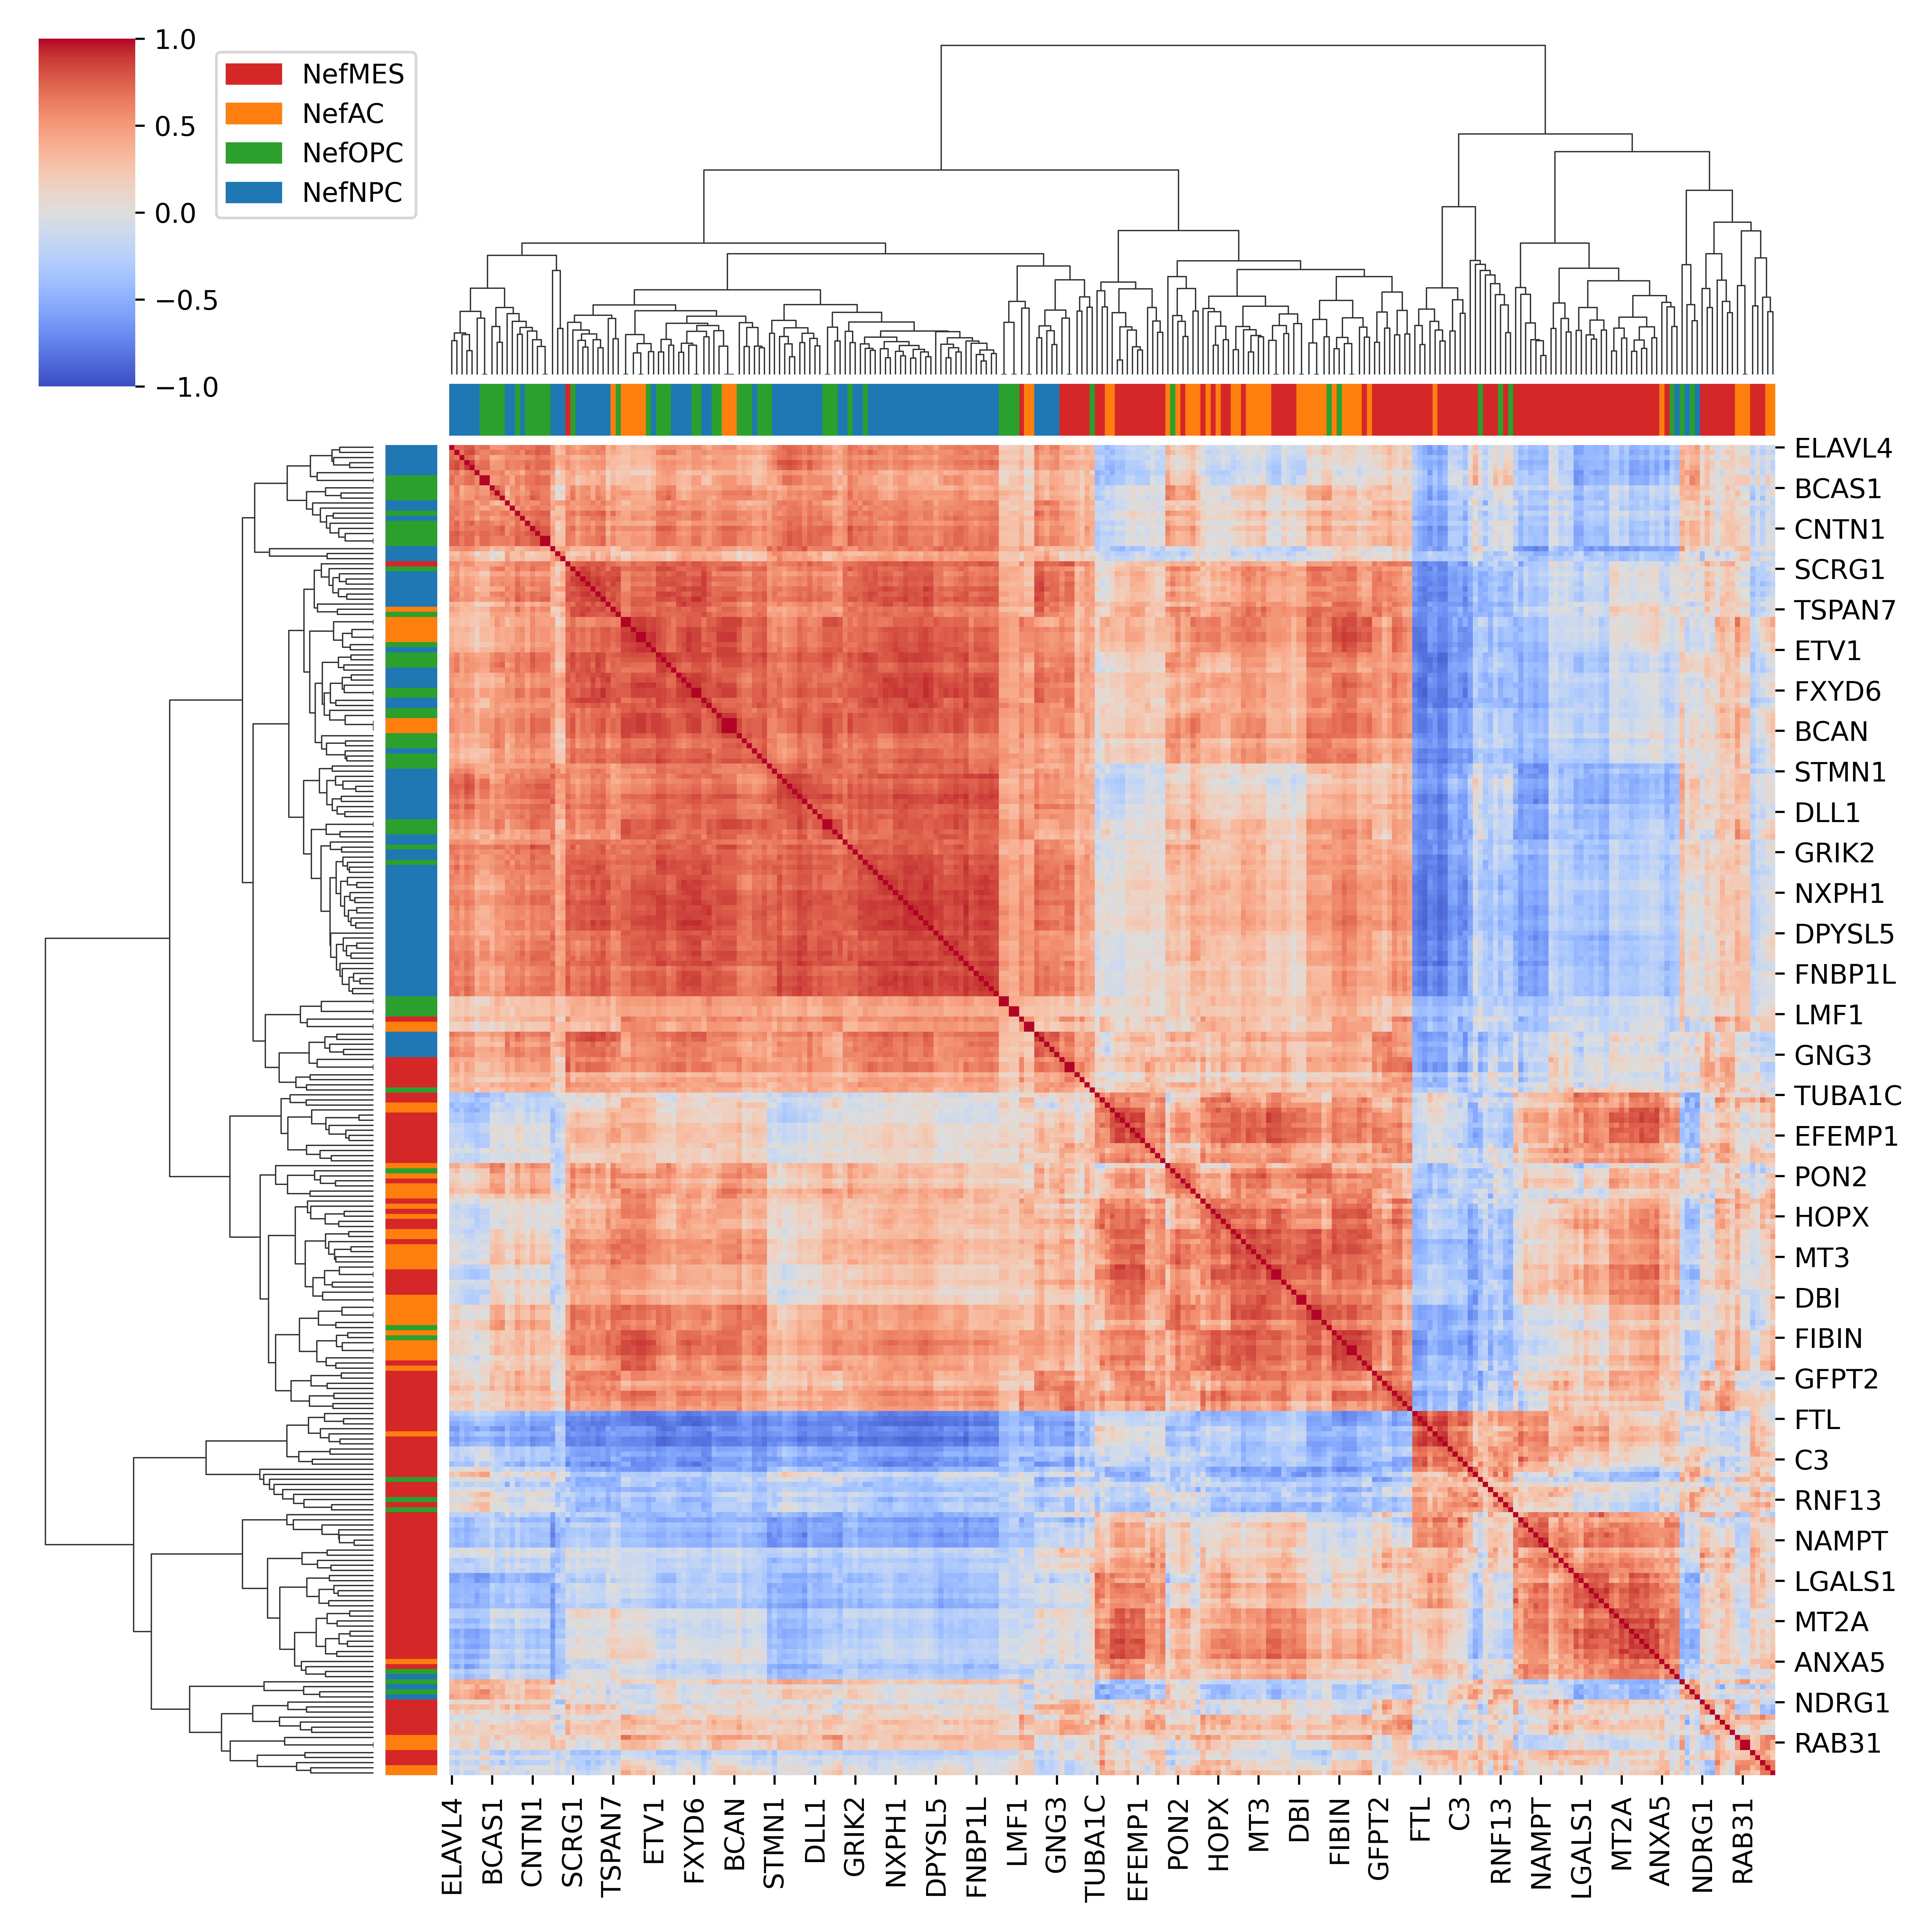 1.0
0.5
0.0
−0.5
−1.0
NefMES
NefAC
NefOPC
NefNPC
ELAVL4
BCAS1
CNTN1
SCRG1
TSPAN7
ETV1
FXYD6
BCAN
STMN1
DLL1
GRIK2
NXPH1
DPYSL5
FNBP1L
LMF1
GNG3
TUBA1C
EFEMP1
PON2
HOPX
MT3
DBI
FIBIN
GFPT2
FTL
C3
RNF13
NAMPT
LGALS1
MT2A
ANXA5
NDRG1
RAB31
ELAVL4
BCAS1
CNTN1
SCRG1
TSPAN7
ETV1
FXYD6
BCAN
STMN1
DLL1
GRIK2
NXPH1
DPYSL5
FNBP1L
LMF1
GNG3
TUBA1C
EFEMP1
PON2
HOPX
MT3
DBI
FIBIN
GFPT2
FTL
C3
RNF13
NAMPT
LGALS1
MT2A
ANXA5
NDRG1
RAB31